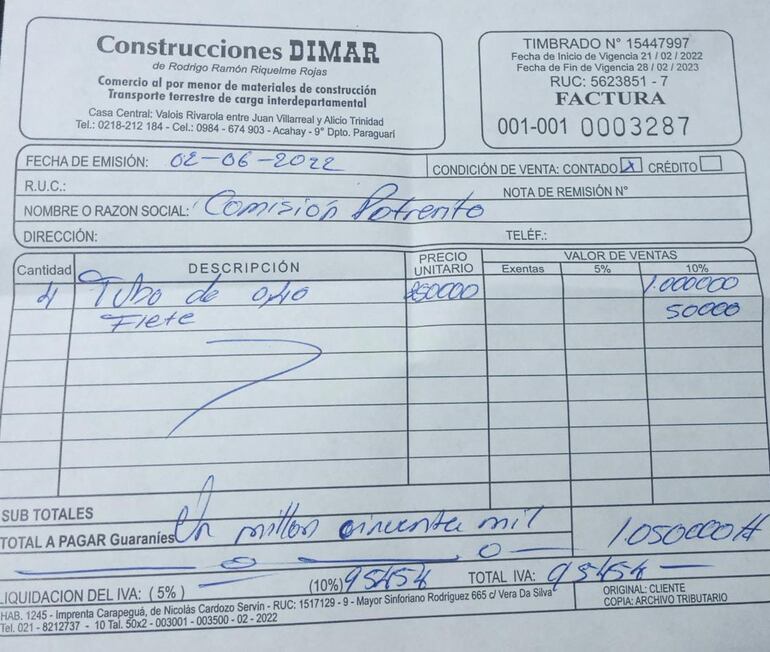 Construcciones DIMAR
de Rodrigo Ramón Riquelme Rojas
Comercio al por menor de materiales de construcción
Transporte terrestre de carga interdepartamental
Casa Central: Valois Rivarola entre Juan Villarreal y Alicio Trinidad
Tel.: 0218-212 184 - Cel.: 0984 - 674 903 - Acahay - 9° Dpto. Paraguarí
TIMBRADO N° 15447997
Fecha de Inicio de Vigencia 21 / 02 / 2022
Fecha de Fin de Vigencia 28 / 02 / 2023
RUC: 5623851 - 7
FACTURA
001-001 0003287
FECHA DE EMISIÓN: 02-06-2022
CONDICIÓN DE VENTA: CONTADO X CRÉDITO
R.U.C.:
NOTA DE REMISIÓN N°
NOMBRE O RAZON SOCIAL: Comisión Potrerito
DIRECCIÓN: TELÉF.:
Cantidad DESCRIPCIÓN PRECIO UNITARIO VALOR DE VENTAS
Exentas 5% 10%
4 Tubo de 0,40 250000 1.000000
Flete 50000
SUB TOTALES
TOTAL A PAGAR Guaraníes Un millon cincuenta mil 1.050000
LIQUIDACION DEL IVA: (5%) (10%) 95454 TOTAL IVA: 95454
HAB. 1245 - Imprenta Carapeguá, de Nicolás Cardozo Servin - RUC: 1517129 - 9 - Mayor Sinforiano Rodríguez 665 c/ Vera Da Silva
Tel. 021 - 8212737 - 10 Tal. 50x2 - 003001 - 003500 - 02 - 2022
ORIGINAL: CLIENTE
COPIA: ARCHIVO TRIBUTARIO